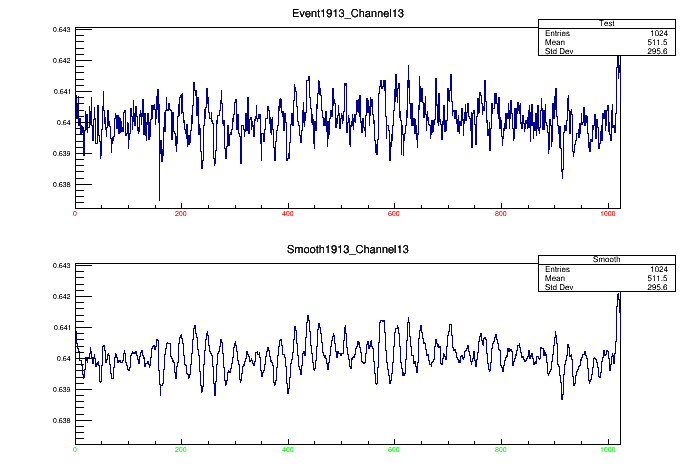 Event1913_Channel13
Test
Entries 1024
Mean 511.5
Std Dev 295.6
0.643
0.642
0.641
0.64
0.639
0.638
0 200 400 600 800 1000
Smooth1913_Channel13
Smooth
Entries 1024
Mean 511.5
Std Dev 295.6
0.643
0.642
0.641
0.64
0.639
0.638
0 200 400 600 800 1000